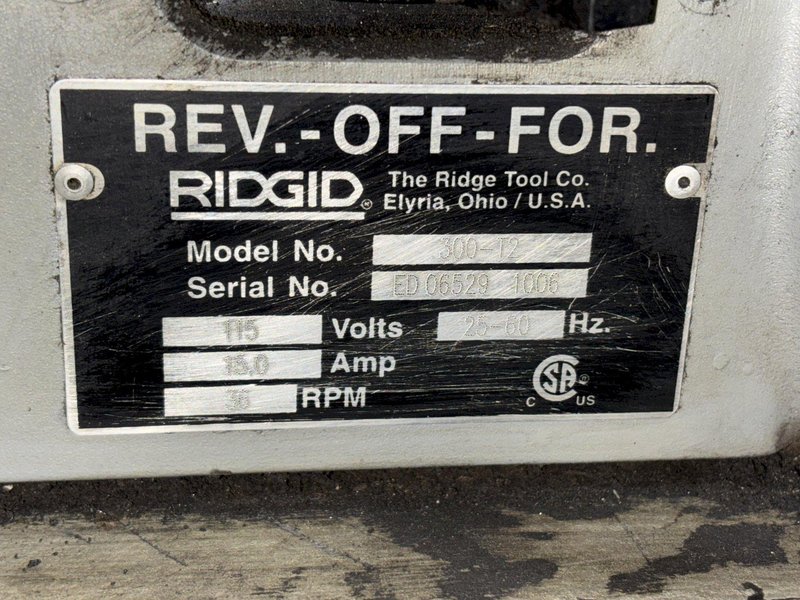 REV.-OFF-FOR.
RIDGID® The Ridge Tool Co.
Elyria, Ohio / U.S.A.
Model No. 300-T2
Serial No. ED 06529 1006
115 Volts 25-60 Hz.
15.0 Amp
36 RPM
C CSA ® US